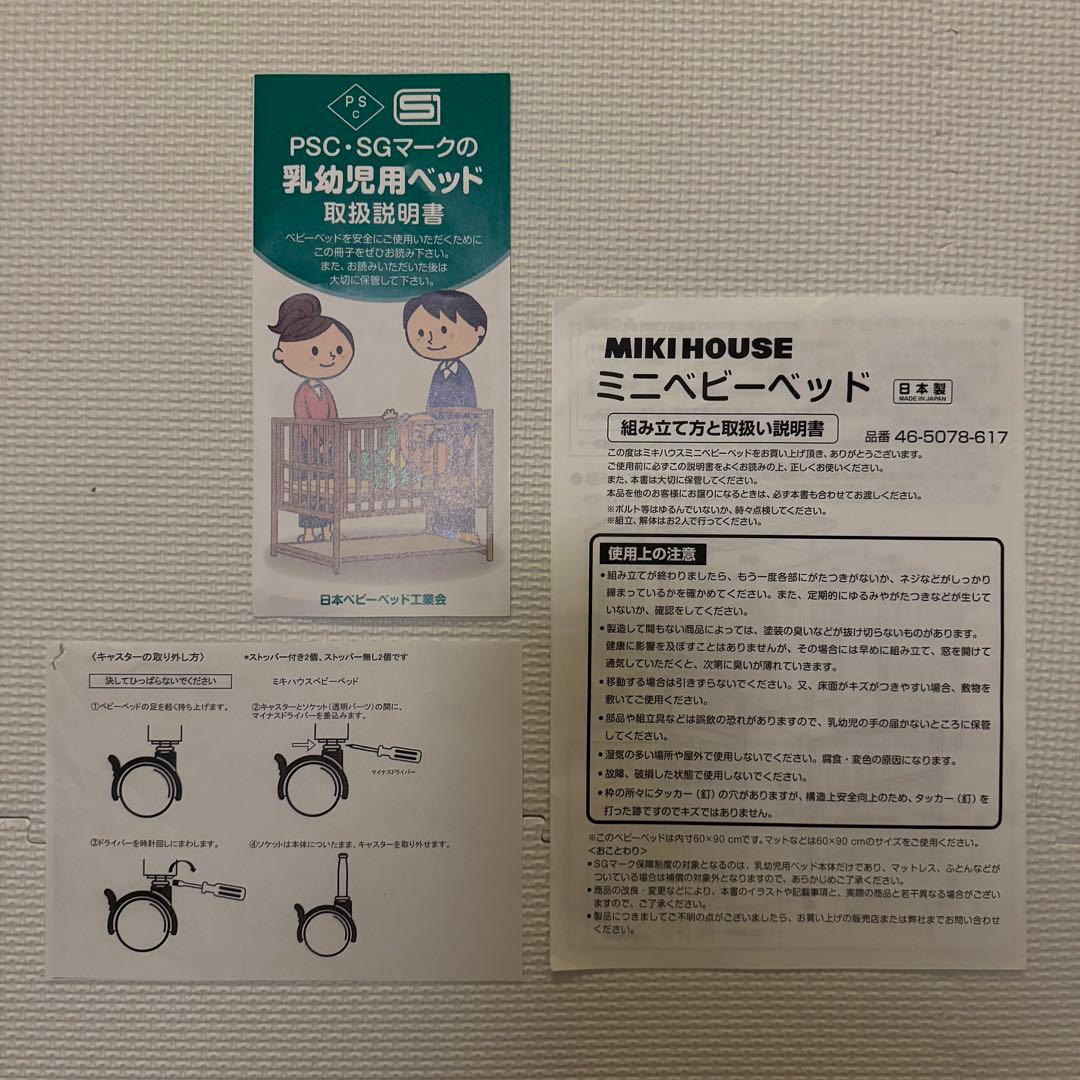 PS
C
SG
PSC・SGマークの
乳幼児用ベッド
取扱説明書
ベビーベッドを安全にご使用いただくために
この冊子をぜひお読み下さい。
また、お読みいただいた後は
大切に保管して下さい。
日本ベビーベッド工業会
〈キャスターの取り外し方〉 *ストッパー付き2個、ストッパー無し2個です
決してひっぱらないでください ミキハウスベビーベッド
①ベビーベッドの足を軽く持ち上げます。
②キャスターとソケット(透明パーツ)の間に、
マイナスドライバーを差込みます。
マイナスドライバー
③ドライバーを時計回しにまわします。
④ソケットは本体についたまま、キャスターを取り外せます。
MIKIHOUSE
ミニベビーベッド
日本製
MADE IN JAPAN
組み立て方と取扱い説明書
品番 46-5078-617
この度はミキハウスミニベビーベッドをお買い上げ頂き、ありがとうございます。
ご使用前に必ずこの説明書をよくお読みの上、正しくお使いください。
また、本書は大切に保管してください。
本品を他のお客様にお譲りになるときは、必ず本書も合わせてお渡しください。
※ボルト等はゆるんでいないか、時々点検してください。
※組立、解体はお2人で行ってください。
使用上の注意
●組み立てが終わりましたら、もう一度各部にがたつきがないか、ネジなどがしっかり
締まっているかを確かめてください。また、定期的にゆるみやがたつきなどが生じて
いないか、確認をしてください。
●製造して間もない商品によっては、塗装の臭いなどが抜け切らないものがあります。
健康に影響を及ぼすことはありませんが、その場合には早めに組み立て、窓を開けて
通気していただくと、次第に臭いが薄れていきます。
●移動する場合は引きずらないでください。又、床面がキズがつきやすい場合、敷物を
敷いてご使用ください。
●部品や組立具などは誤飲の恐れがありますので、乳幼児の手の届かないところに保管
してください。
●湿気の多い場所や屋外で使用しないでください。腐食・変色の原因になります。
●故障、破損した状態で使用しないでください。
●枠の所々にタッカー(釘)の穴がありますが、構造上安全向上のため、タッカー(釘)を
打った跡ですのでキズではありません。
※このベビーベッドは内寸60×90 cmです。マットなどは60×90 cmのサイズをご使用ください。
<おことわり>
●SGマーク保障制度の対象となるのは、乳幼児用ベッド本体だけであり、マットレス、ふとんなどが
ついている場合は補償の対象外となりますので、あらかじめご了承ください。
●商品の改良・変更などにより、本書のイラストや記載事項と、実際の商品と若干異なる場合がござい
ますので、ご了承ください。
●製品につきましてご不明の点がございましたら、お買い上げの販売店または弊社までお問い合わせ
ください。